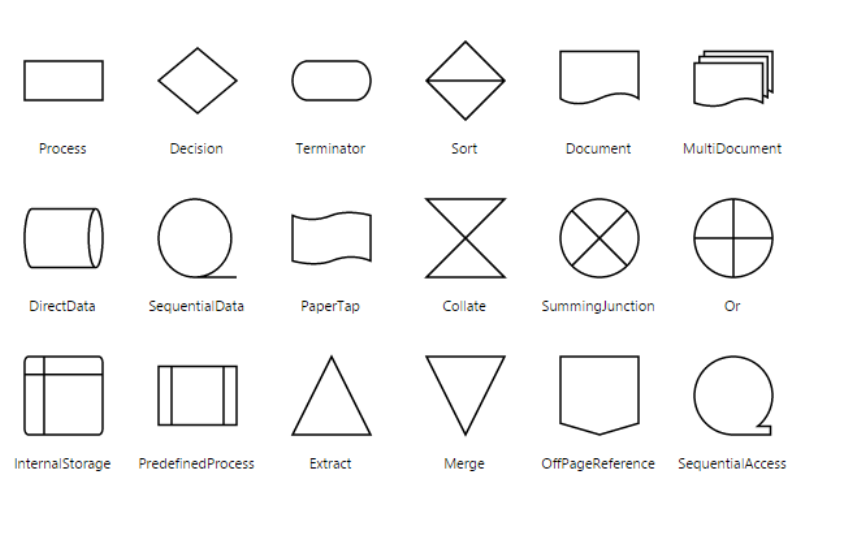 Process Decision Terminator Sort Document MultiDocument
DirectData SequentialData PaperTap Collate SummingJunction Or
InternalStorage PredefinedProcess Extract Merge OffPageReference SequentialAccess